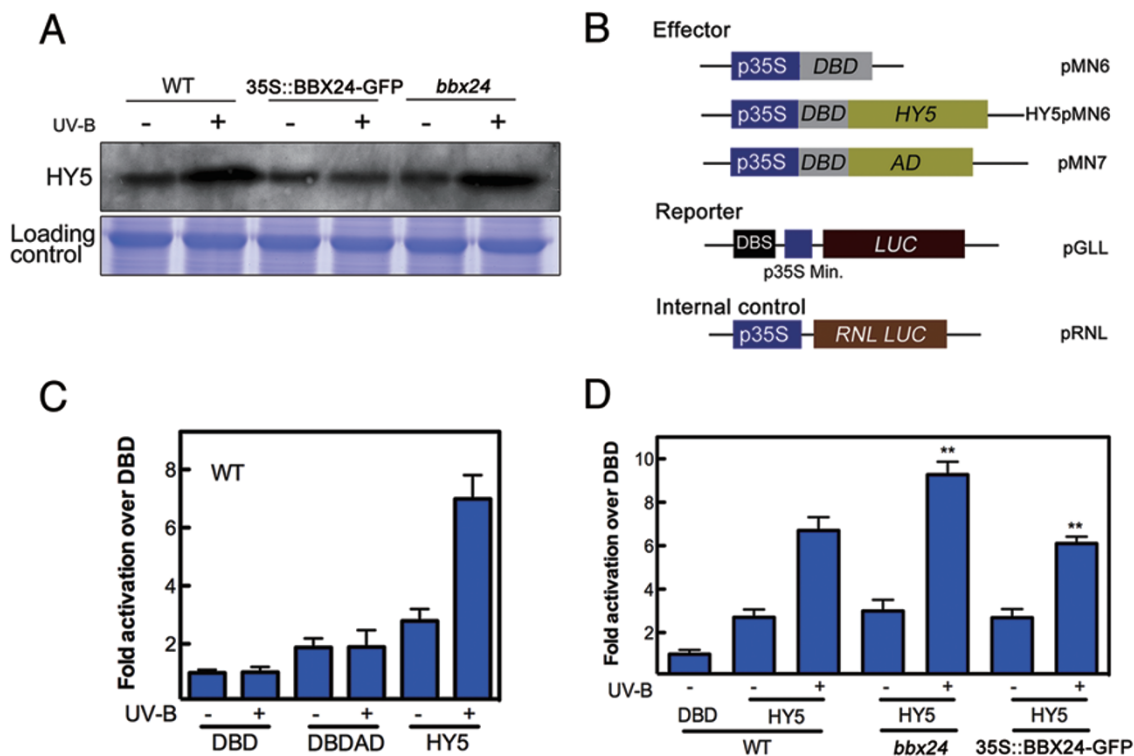 A
WT 35S::BBX24-GFP bbx24
UV-B - + - + - +
HY5
Loading
control
B
Effector
p35S DBD pMN6
p35S DBD HY5 HY5pMN6
p35S DBD AD pMN7
Reporter
DBS LUC pGLL
p35S Min.
Internal control
p35S RNL LUC pRNL
C
Fold activation over DBD
WT
8
6
4
2
UV-B - + - + - +
DBD DBDAD HY5
D
Fold activation over DBD
10
8
6
4
2
**
**
UV-B - - + - + - +
DBD HY5 HY5 HY5
WT bbx24 35S::BBX24-GFP